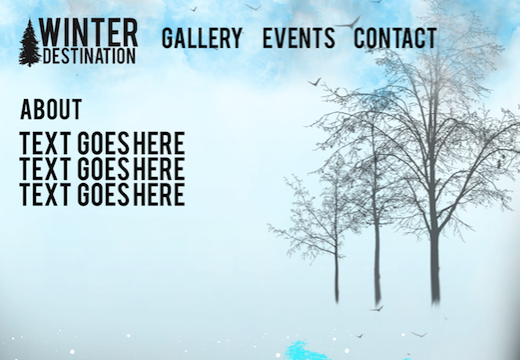 WINTER
DESTINATION
GALLERY EVENTS CONTACT
ABOUT
TEXT GOES HERE
TEXT GOES HERE
TEXT GOES HERE